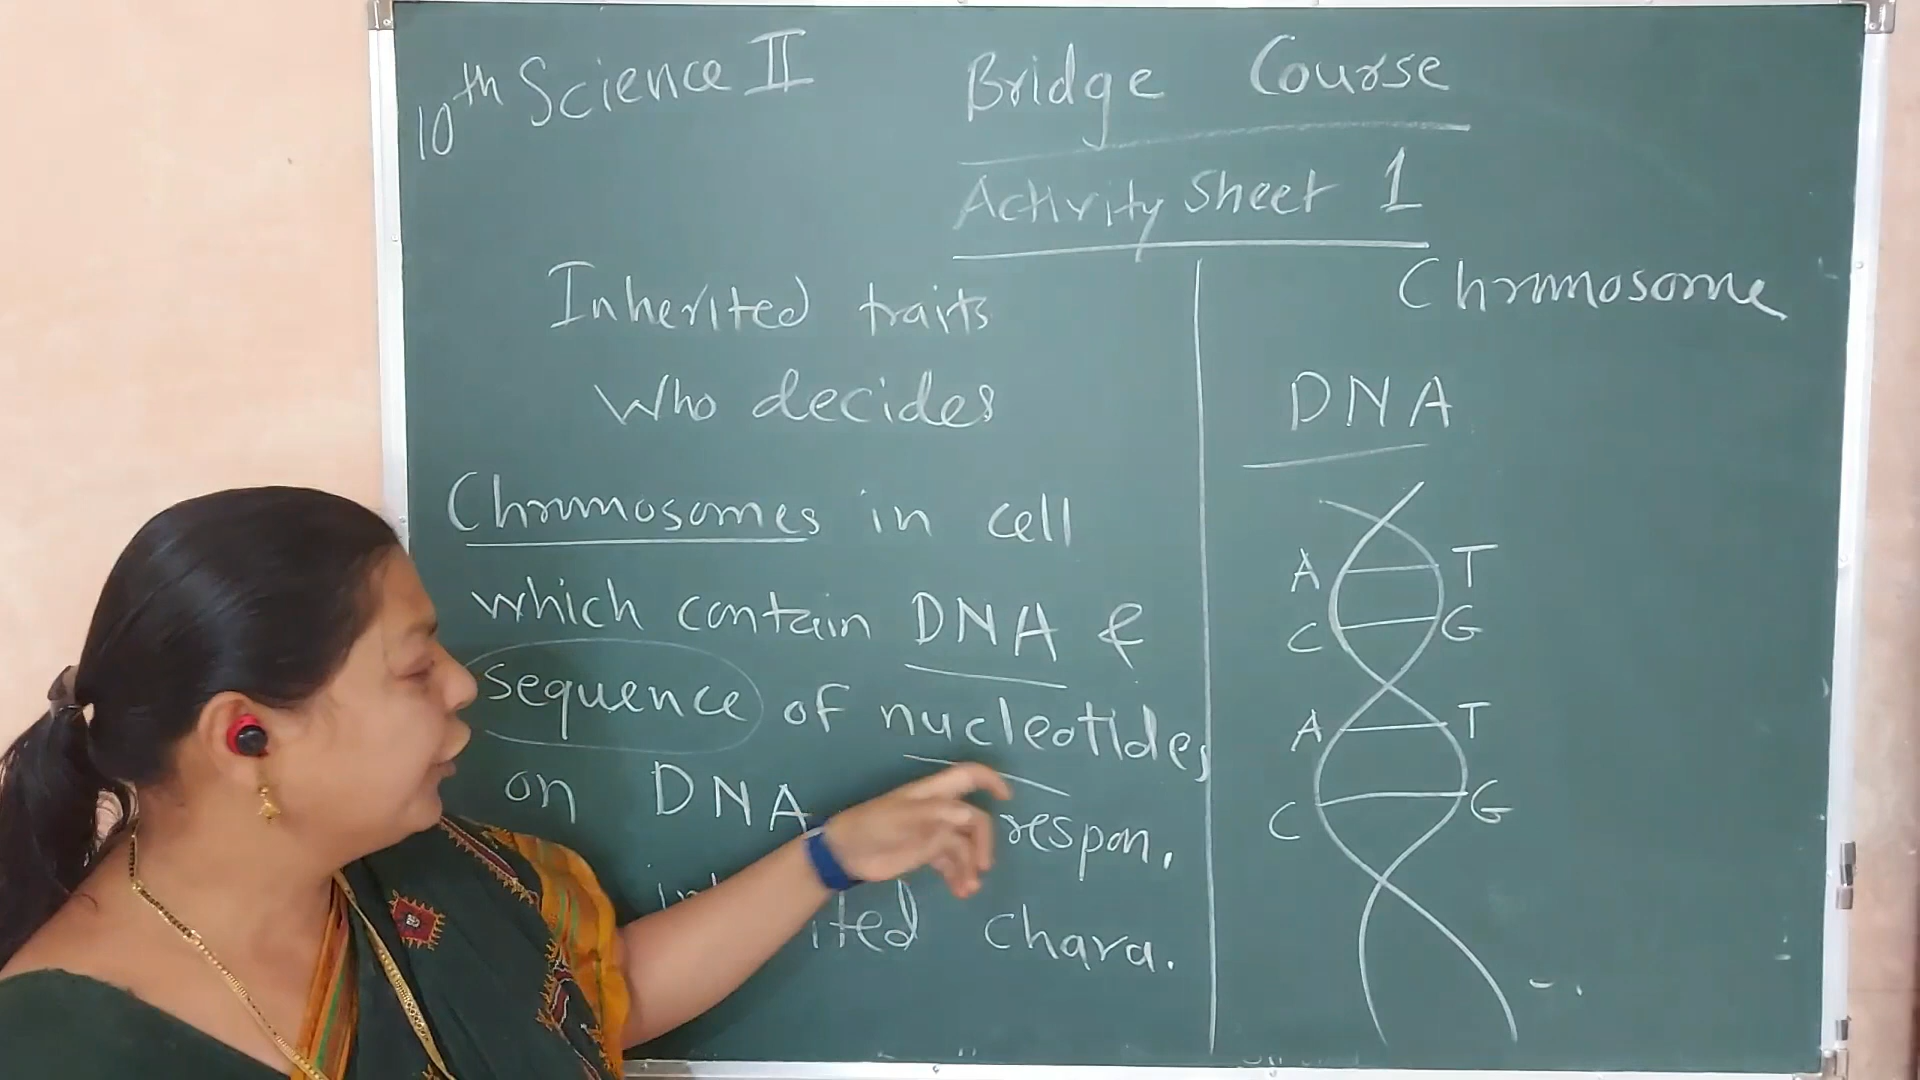 10th Science II
Bridge Course
Activity Sheet 1
Inherited traits
Who decides
Chromosomes in cell
which contain DNA &
sequence of nucleotides
on DNA respon.
ited chara.
Chromosome
DNA
A T
C G
A T
C G